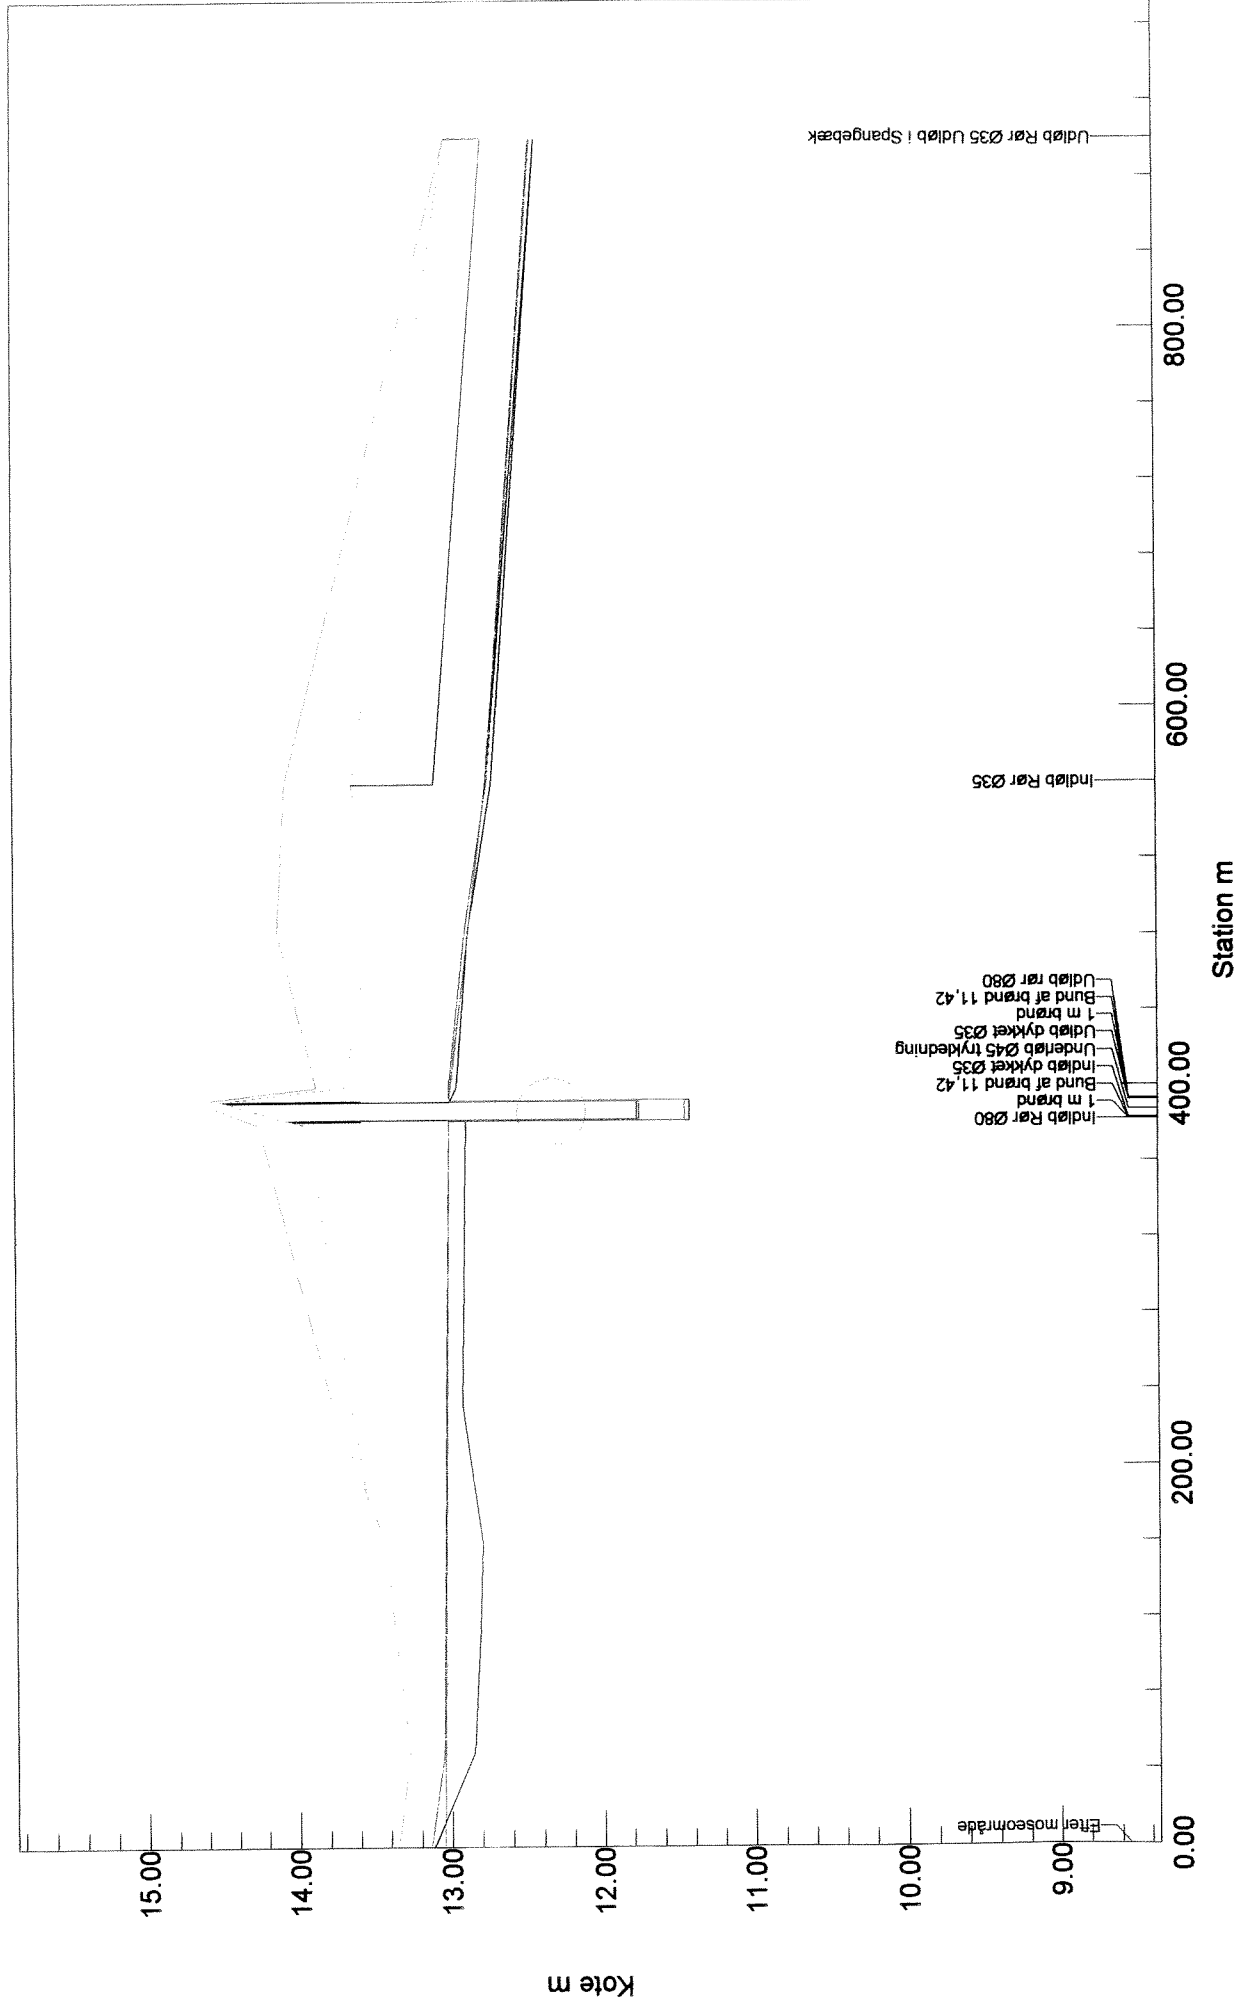 Kote m
15.00
14.00
13.00
12.00
11.00
10.00
9.00
0.00
200.00
400.00
600.00
800.00
Station m
Efter moseområde
Indløb Rør Ø80
1 m brønd
Bund af brønd 11,42
Indløb dykket Ø35
Underløb Ø45 trykledning
Udløb dykket Ø35
1 m brønd
Bund af brønd 11,42
Udløb rør Ø80
Indløb Rør Ø35
Udløb Rør Ø35 Udløb i Spangebæk